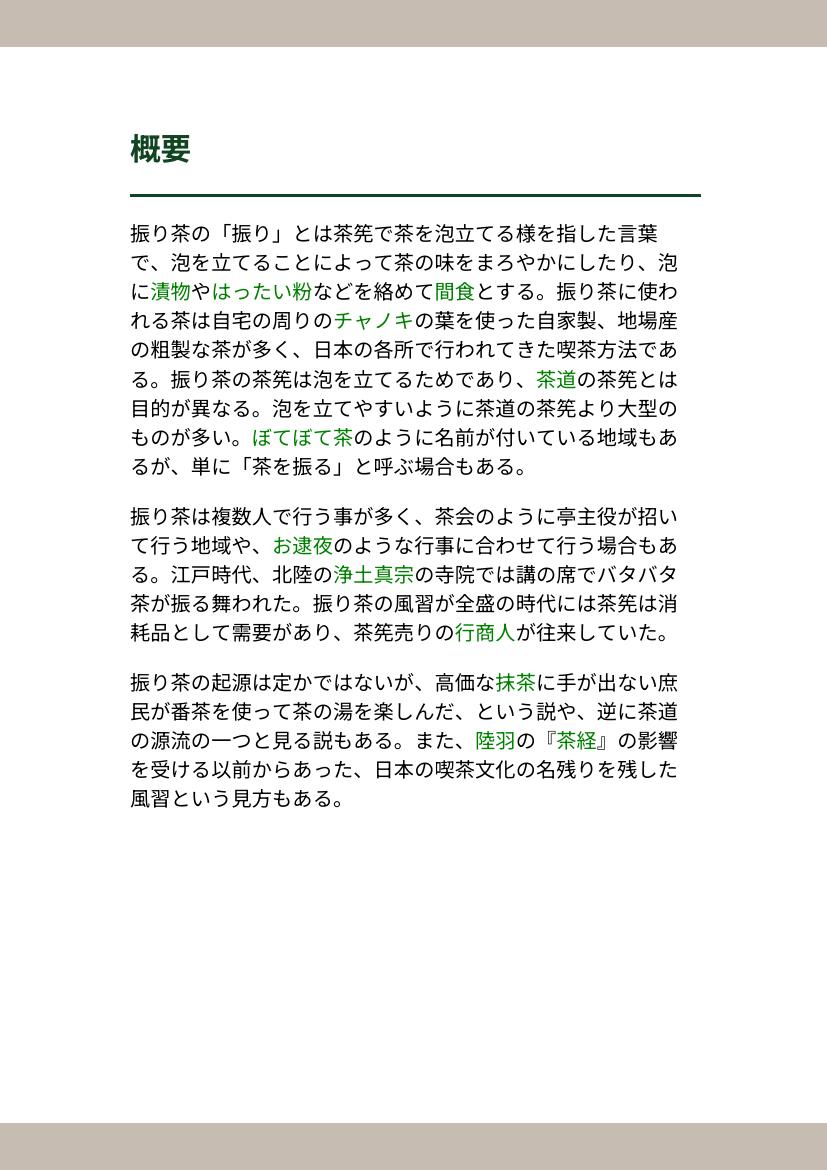 概要
振り茶の「振り」とは茶筅で茶を泡立てる様を指した言葉
で、泡を立てることによって茶の味をまろやかにしたり、泡
に漬物やはったい粉などを絡めて間食とする。振り茶に使わ
れる茶は自宅の周りのチャノキの葉を使った自家製、地場産
の粗製な茶が多く、日本の各所で行われてきた喫茶方法であ
る。振り茶の茶筅は泡を立てるためであり、茶道の茶筅とは
目的が異なる。泡を立てやすいように茶道の茶筅より大型の
ものが多い。ぼてぼて茶のように名前が付いている地域もあ
るが、単に「茶を振る」と呼ぶ場合もある。
振り茶は複数人で行う事が多く、茶会のように亭主役が招い
て行う地域や、お逮夜のような行事に合わせて行う場合もあ
る。江戸時代、北陸の浄土真宗の寺院では講の席でバタバタ
茶が振る舞われた。振り茶の風習が全盛の時代には茶筅は消
耗品として需要があり、茶筅売りの行商人が往来していた。
振り茶の起源は定かではないが、高価な抹茶に手が出ない庶
民が番茶を使って茶の湯を楽しんだ、という説や、逆に茶道
の源流の一つと見る説もある。また、陸羽の『茶経』の影響
を受ける以前からあった、日本の喫茶文化の名残りを残した
風習という見方もある。